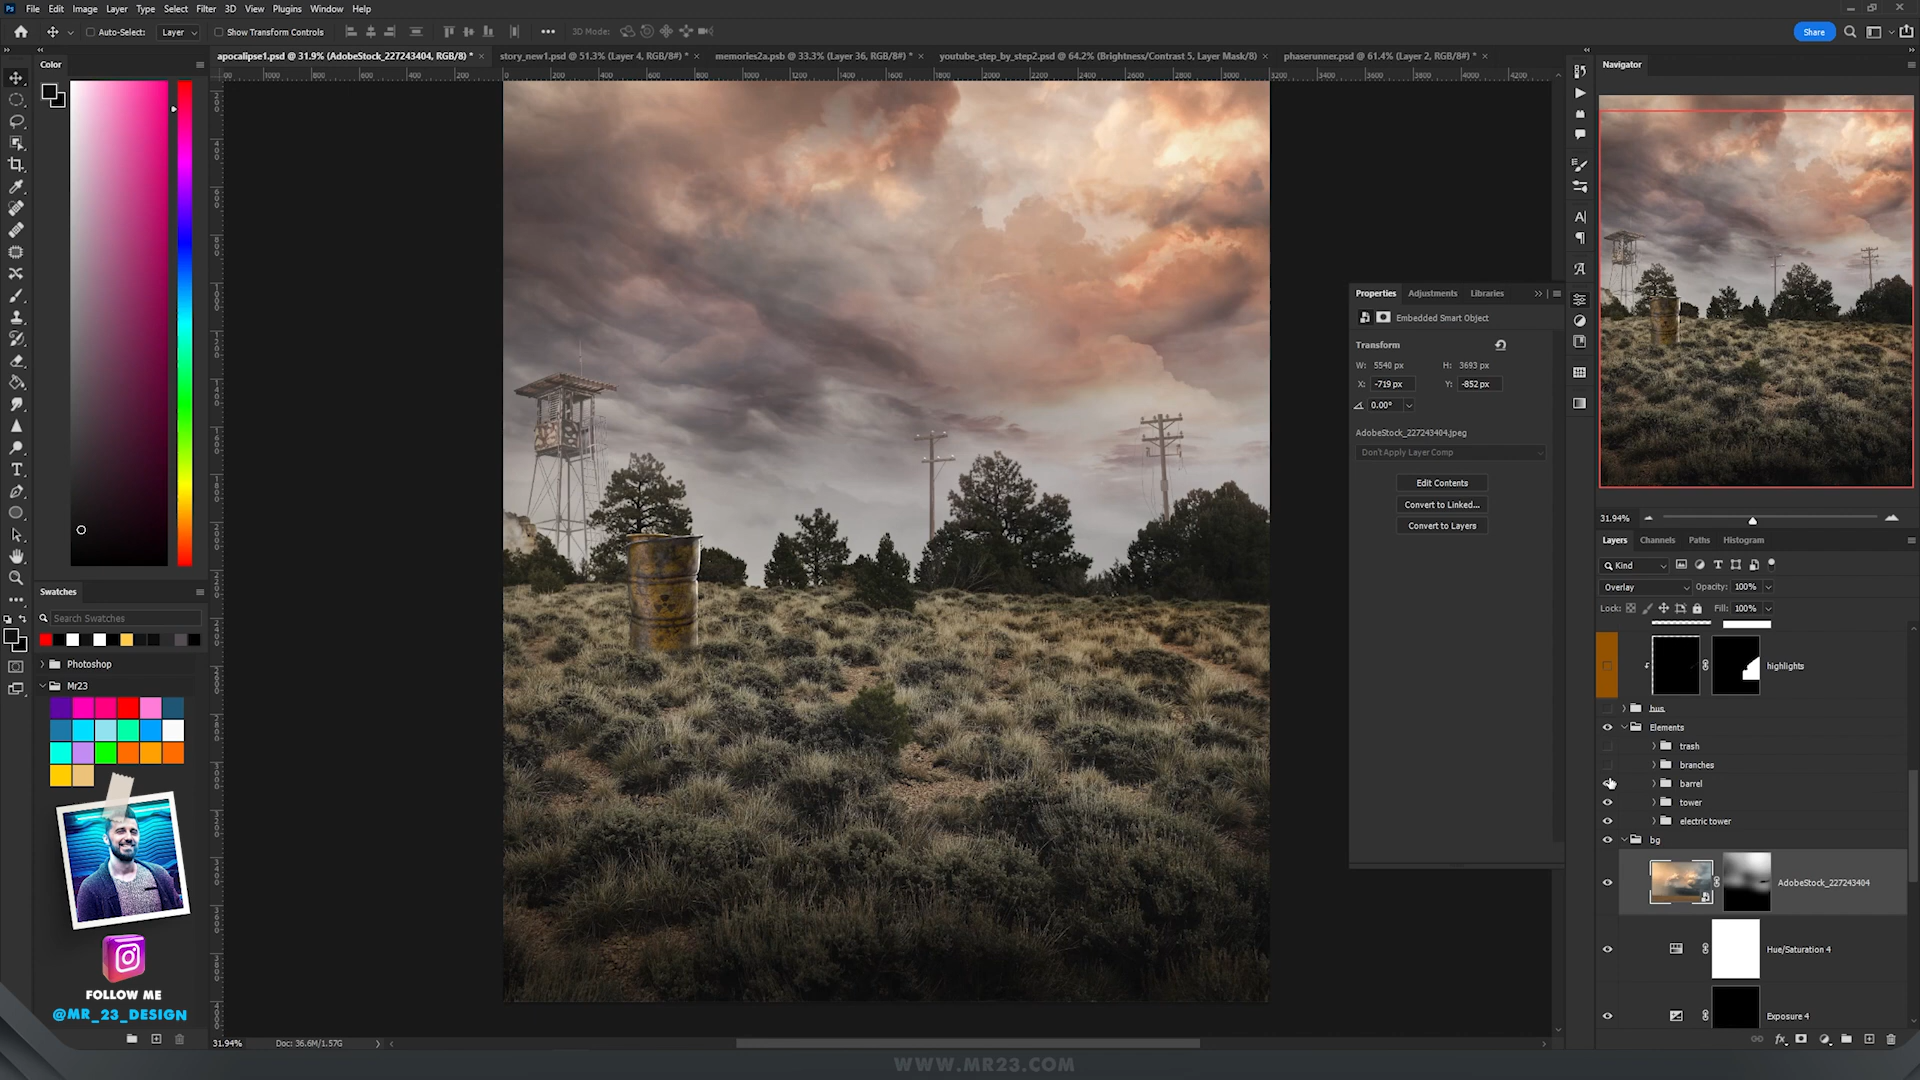 Ps File Edit Image Layer Type Select Filter 3D View Plugins Window Help
Auto-Select: Layer Show Transform Controls 3D Mode: Share
apocalipse1.psd @ 31.9% (AdobeStock_227243404, RGB/8) *
story_new1.psd @ 51.3% (Layer 4, RGB/8#) *
memories2a.psb @ 33.3% (Layer 36, RGB/8#) *
youtube_step_by_step2.psd @ 64.2% (Brightness/Contrast 5, Layer Mask/8)
phaserunner.psd @ 61.4% (Layer 2, RGB/8#) *
Color
Swatches
Search Swatches
Photoshop
Mr23
FOLLOW ME
@MR_23_DESIGN
31.94% Doc: 36.6M/1.57G
WWW.MR23.COM
Properties Adjustments Libraries
Embedded Smart Object
Transform
W: 5540 px H: 3693 px
X: -719 px Y: -852 px
0.00°
AdobeStock_227243404.jpeg
Don't Apply Layer Comp
Edit Contents
Convert to Linked...
Convert to Layers
Navigator
31.94%
Layers Channels Paths Histogram
Kind
Overlay Opacity: 100%
Lock: Fill: 100%
highlights
hus
Elements
trash
branches
barrel
tower
electric tower
bg
AdobeStock_227243404
Hue/Saturation 4
Exposure 4